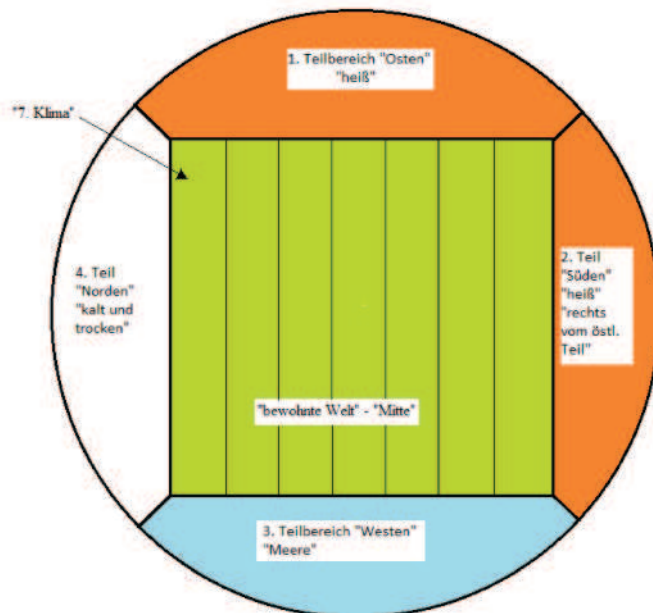 1. Teilbereich "Osten"
"heiß"
"7. Klima"
4. Teil
"Norden"
"kalt und
trocken"
2. Teil
"Süden"
"heiß"
"rechts
vom östl.
Teil"
"bewohnte Welt" - "Mitte"
3. Teilbereich "Westen"
"Meere"